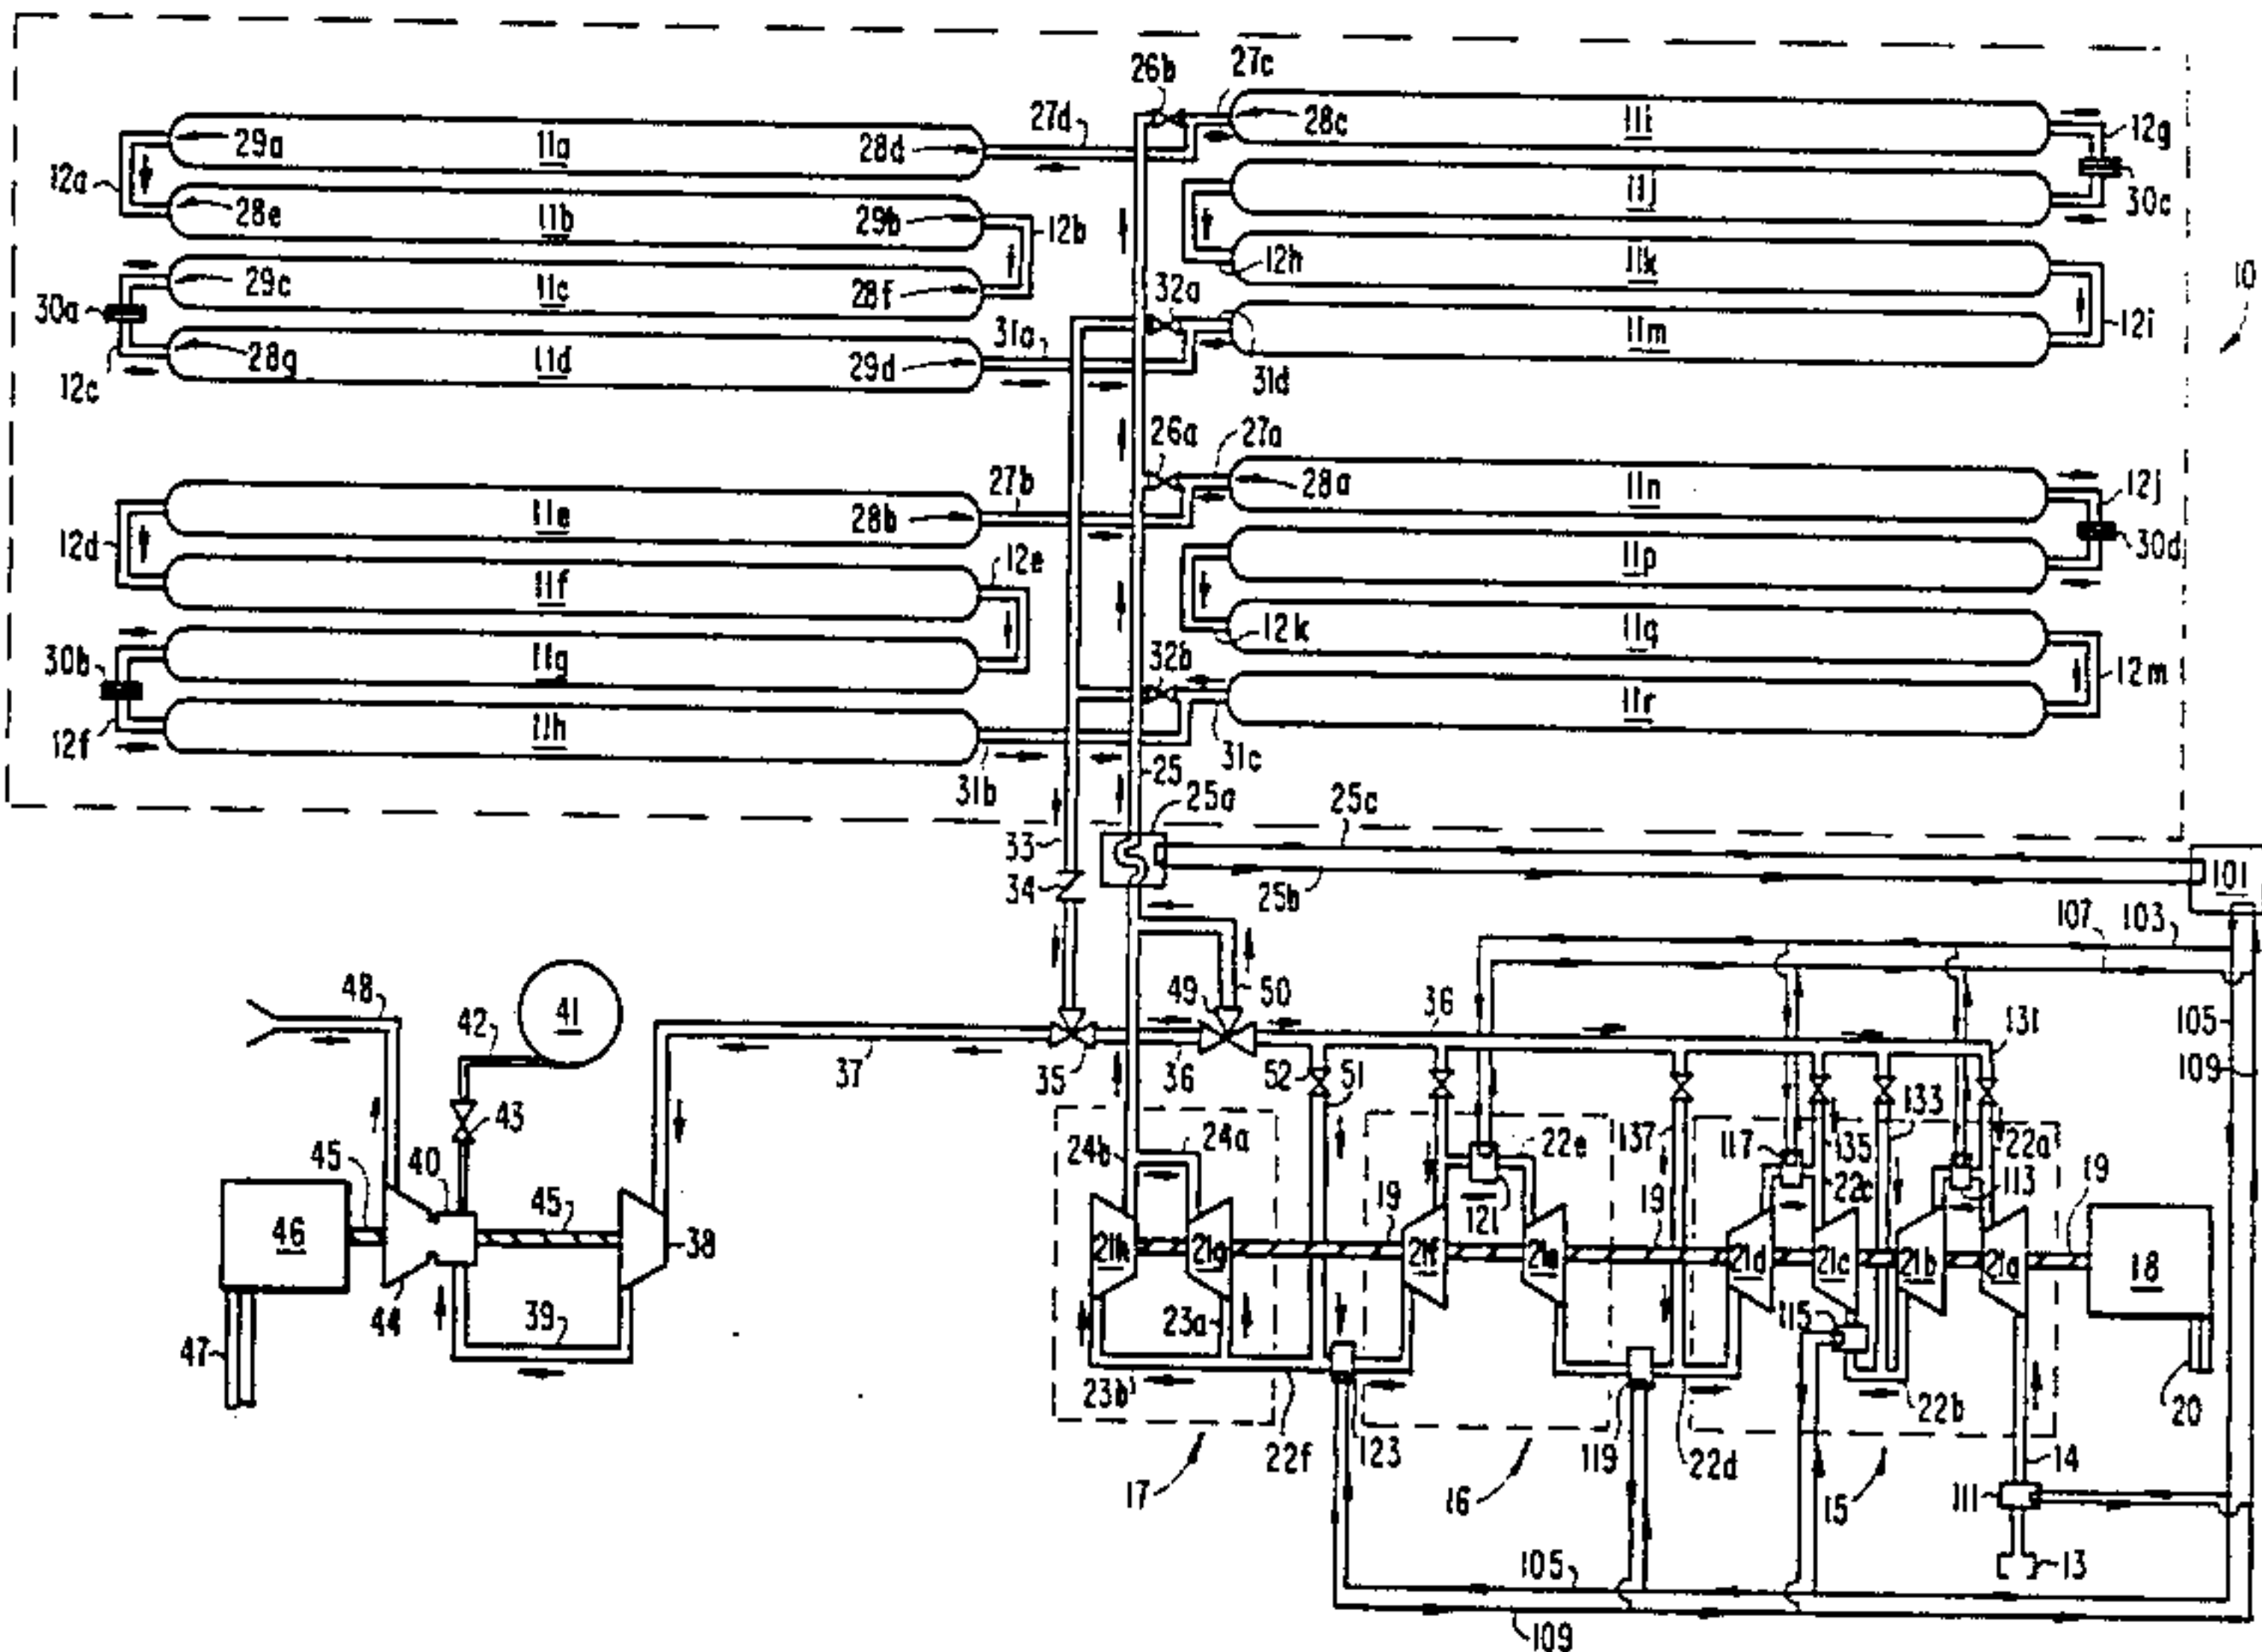 26b 27c
29a 11a 28d 27d 28c 11i 12g
12a 28e 11b 29b 12b 11j 30c
30a 29c 11c 28f 32a 12h 11k 10
12c 28g 11d 29d 31a 31d 11m 12i
26a 27a
12d 11e 28b 27b 28a 11n 12j
11f 12e 11p 30d
30b 11g 32b 12k 11q 12m
12f 11h 31b 31c 11r
25
33 25a 25c
34 25b 101
107 103
48 42 41 49 50 36 131 105
37 35 36 52 51 109
43 133
45 40 24b 24a 22e 137 117 135 22c 22a 113 19
46 45 38 19 121 19
21h 21g 21f 21e 21d 21c 21b 21a 18
44 39 23a 115
47 23b 22f 123 119 22d 22b 20
17 16 15 14
111
105 13
109